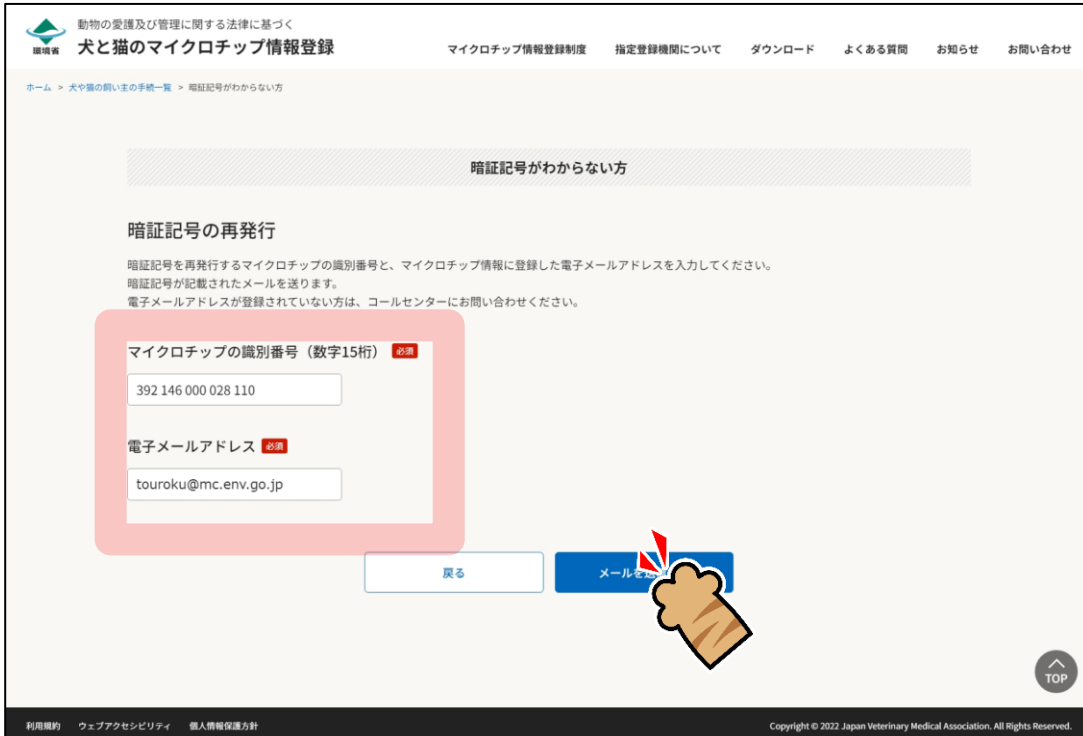 動物の愛護及び管理に関する法律に基づく
環境省 犬と猫のマイクロチップ情報登録
マイクロチップ情報登録制度 指定登録機関について ダウンロード よくある質問 お知らせ お問い合わせ
ホーム > 犬や猫の飼い主の手続一覧 > 暗証記号がわからない方
暗証記号がわからない方
暗証記号の再発行
暗証記号を再発行するマイクロチップの識別番号と、マイクロチップ情報に登録した電子メールアドレスを入力してください。
暗証記号が記載されたメールを送ります。
電子メールアドレスが登録されていない方は、コールセンターにお問い合わせください。
マイクロチップの識別番号（数字15桁） 必須
392 146 000 028 110
電子メールアドレス 必須
touroku@mc.env.go.jp
戻る メールを
TOP
利用規約 ウェブアクセシビリティ 個人情報保護方針 Copyright © 2022 Japan Veterinary Medical Association. All Rights Reserved.